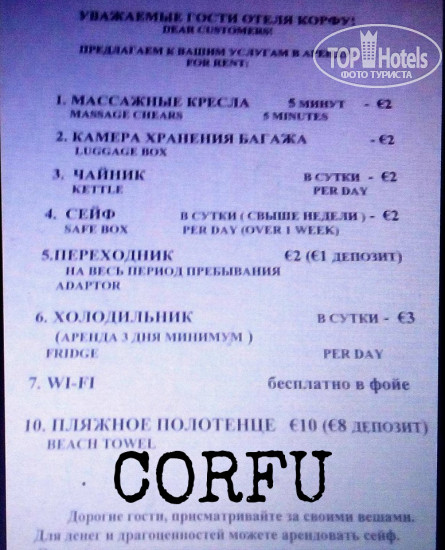 УВАЖАЕМЫЕ ГОСТИ ОТЕЛЯ КОРФУ!
DEAR CUSTOMERS!
ПРЕДЛАГАЕМ К ВАШИМ УСЛУГАМ В АРЕНДУ
FOR RENT:
TOP Hotels
ФОТО ТУРИСТА
1. МАССАЖНЫЕ КРЕСЛА 5 МИНУТ - €2
MASSAGE CHEARS 5 MINUTES
2. КАМЕРА ХРАНЕНИЯ БАГАЖА - €2
LUGGAGE BOX
3. ЧАЙНИК В СУТКИ - €2
KETTLE PER DAY
4. СЕЙФ В СУТКИ ( СВЫШЕ НЕДЕЛИ ) - €2
SAFE BOX PER DAY (OVER 1 WEEK)
5.ПЕРЕХОДНИК €2 (€1 ДЕПОЗИТ)
НА ВЕСЬ ПЕРИОД ПРЕБЫВАНИЯ
ADAPTOR
6. ХОЛОДИЛЬНИК В СУТКИ - €3
(АРЕНДА 3 ДНЯ МИНИМУМ )
FRIDGE PER DAY
7. WI-FI бесплатно в фойе
10. ПЛЯЖНОЕ ПОЛОТЕНЦЕ €10 (€8 ДЕПОЗИТ)
BEACH TOWEL
CORFU
Дорогие гости, присматривайте за своими вещами.
Для денег и драгоценностей можете арендовать сейф.